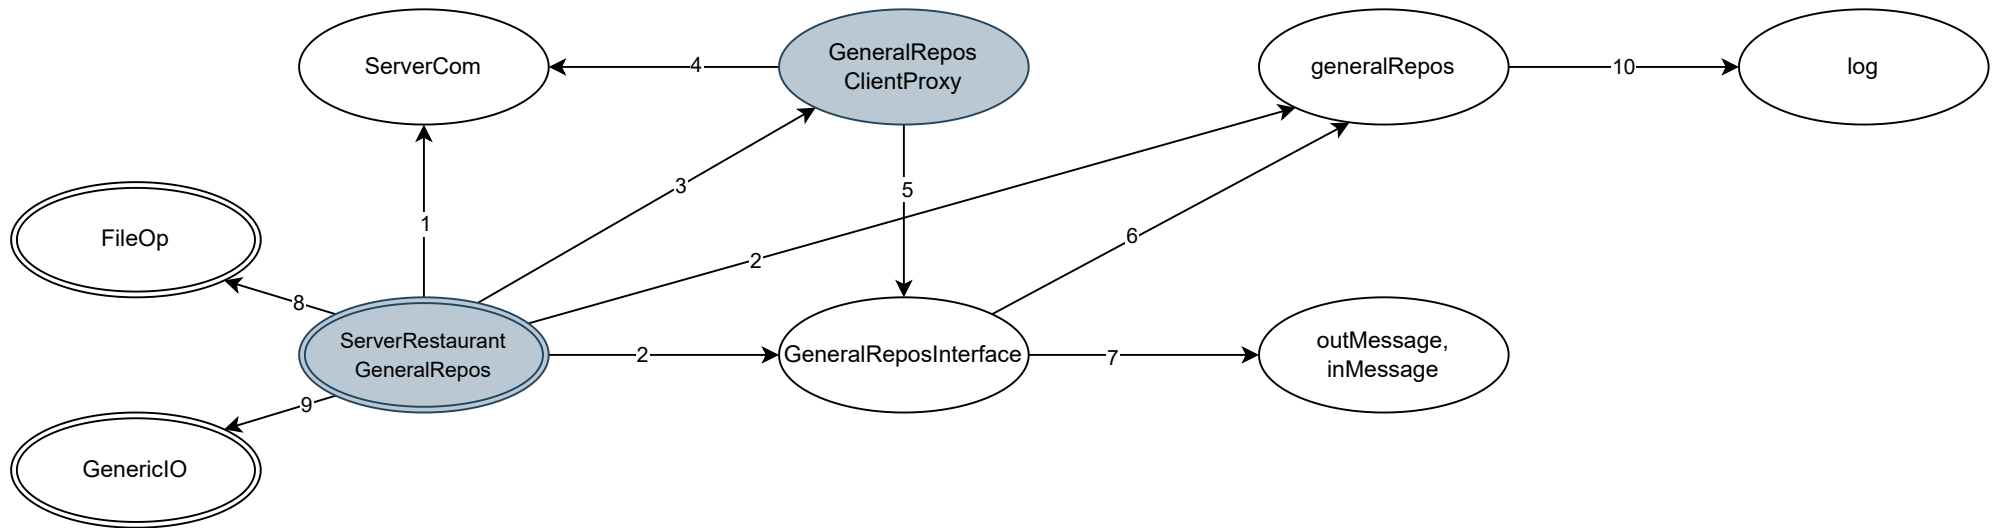 ServerCom
4
GeneralRepos
ClientProxy
generalRepos
10
log
3
5
1
FileOp
6
2
8
ServerRestaurant
GeneralRepos
2
GeneralReposInterface
7
outMessage,
inMessage
9
GenericIO